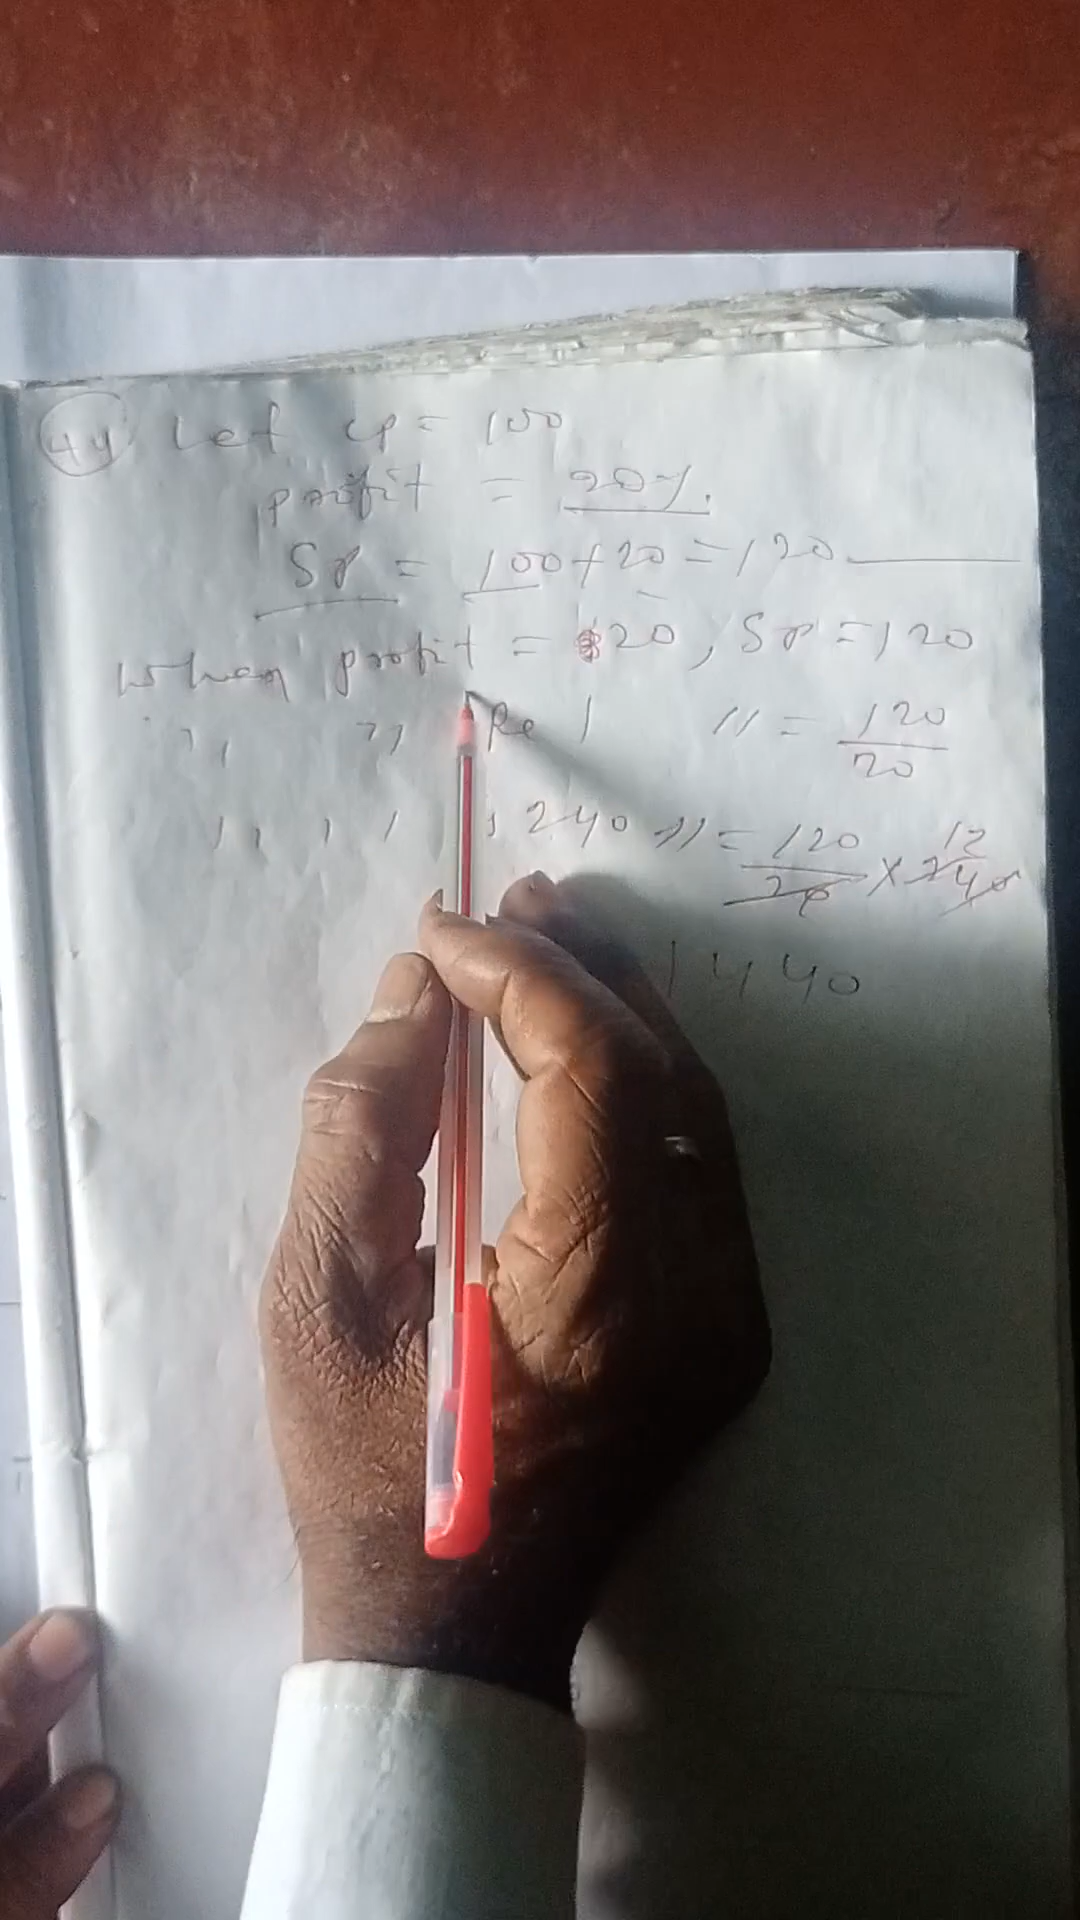 44 Let cp = 100
profit = 20%.
SP = 100 + 20 = 120
When profit = 20, SP = 120
,, ,, Re 1 " = 120/20
,, ,, , 240 " = 120/20 × 12 240
1440